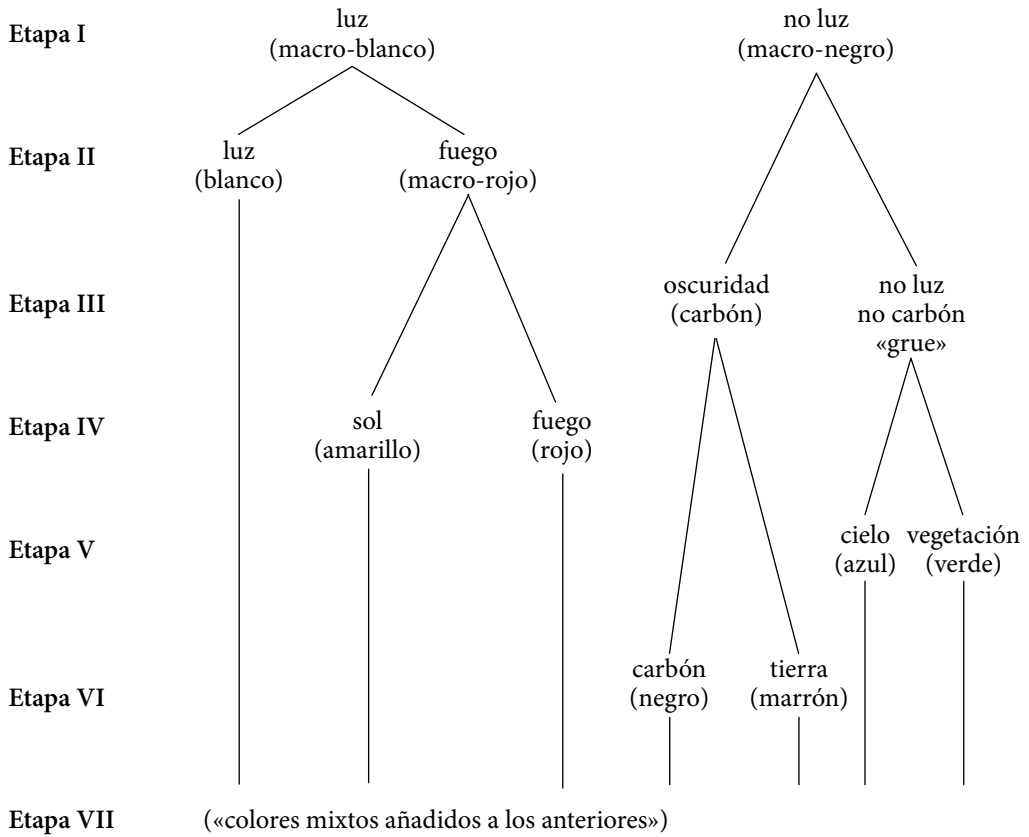 Etapa I
luz
(macro-blanco)
no luz
(macro-negro)
Etapa II
luz
(blanco)
fuego
(macro-rojo)
Etapa III
oscuridad
(carbón)
no luz
no carbón
«grue»
Etapa IV
sol
(amarillo)
fuego
(rojo)
Etapa V
cielo
(azul)
vegetación
(verde)
Etapa VI
carbón
(negro)
tierra
(marrón)
Etapa VII
(«colores mixtos añadidos a los anteriores»)